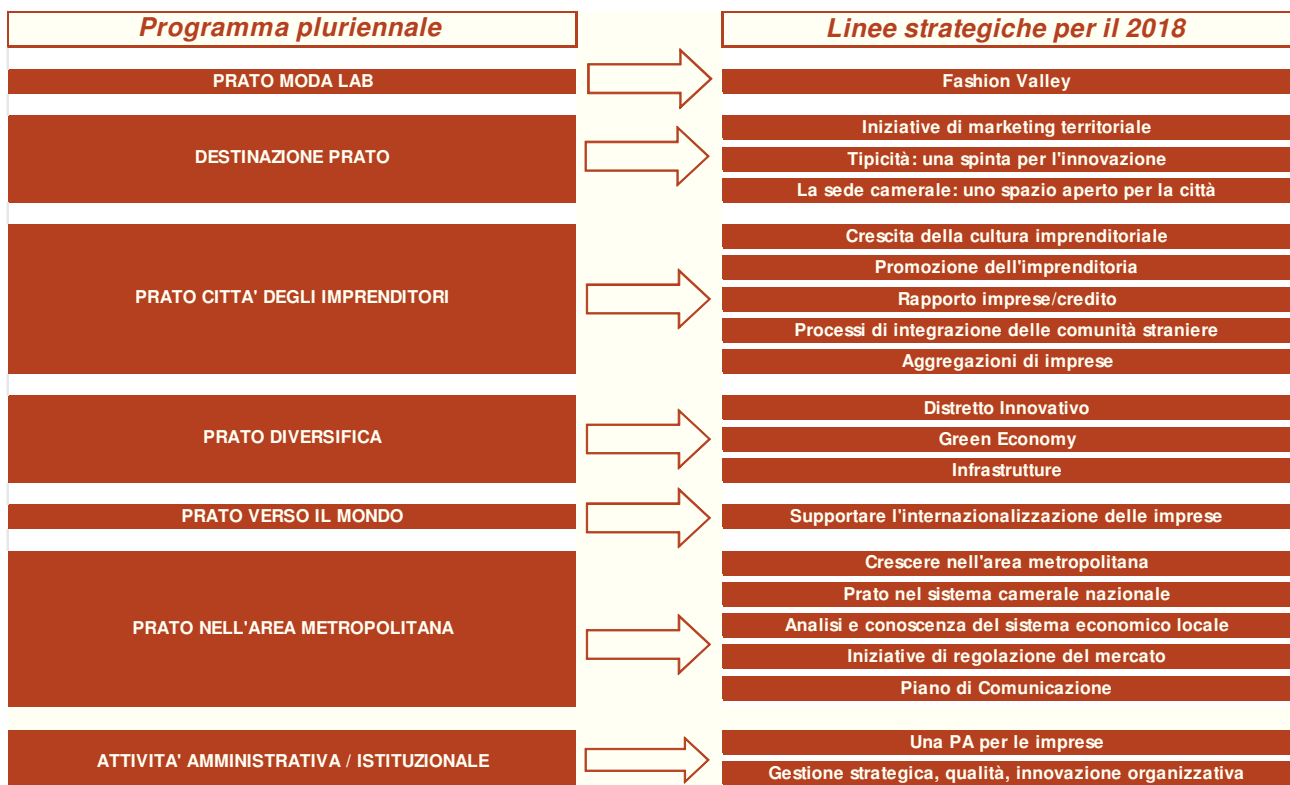 Programma pluriennale
Linee strategiche per il 2018
PRATO MODA LAB
Fashion Valley
DESTINAZIONE PRATO
Iniziative di marketing territoriale
Tipicità: una spinta per l'innovazione
La sede camerale: uno spazio aperto per la città
PRATO CITTA' DEGLI IMPRENDITORI
Crescita della cultura imprenditoriale
Promozione dell'imprenditoria
Rapporto imprese/credito
Processi di integrazione delle comunità straniere
Aggregazioni di imprese
PRATO DIVERSIFICA
Distretto Innovativo
Green Economy
Infrastrutture
PRATO VERSO IL MONDO
Supportare l'internazionalizzazione delle imprese
PRATO NELL'AREA METROPOLITANA
Crescere nell'area metropolitana
Prato nel sistema camerale nazionale
Analisi e conoscenza del sistema economico locale
Iniziative di regolazione del mercato
Piano di Comunicazione
ATTIVITA' AMMINISTRATIVA / ISTITUZIONALE
Una PA per le imprese
Gestione strategica, qualità, innovazione organizzativa